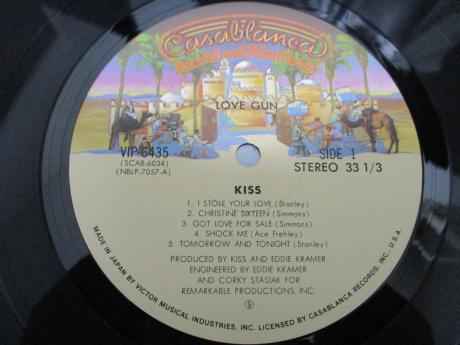 Casablanca
Record and FilmWorks
LOVE GUN
VIP-6435
(SCAB-6034)
(NBLP-7057-A)
SIDE 1
STEREO 33 1/3
KISS
1. I STOLE YOUR LOVE (Stanley)
2. CHRISTINE SIXTEEN (Simmons)
3. GOT LOVE FOR SALE (Simmons)
4. SHOCK ME (Ace Frehley)
5. TOMORROW AND TONIGHT (Stanley)
PRODUCED BY KISS AND EDDIE KRAMER
ENGINEERED BY EDDIE KRAMER
AND CORKY STASIAK FOR
REMARKABLE PRODUCTIONS, INC.
S
MADE IN JAPAN BY VICTOR MUSICAL INDUSTRIES, INC. LICENSED BY CASABLANCA RECORDS, INC., U.S.A.